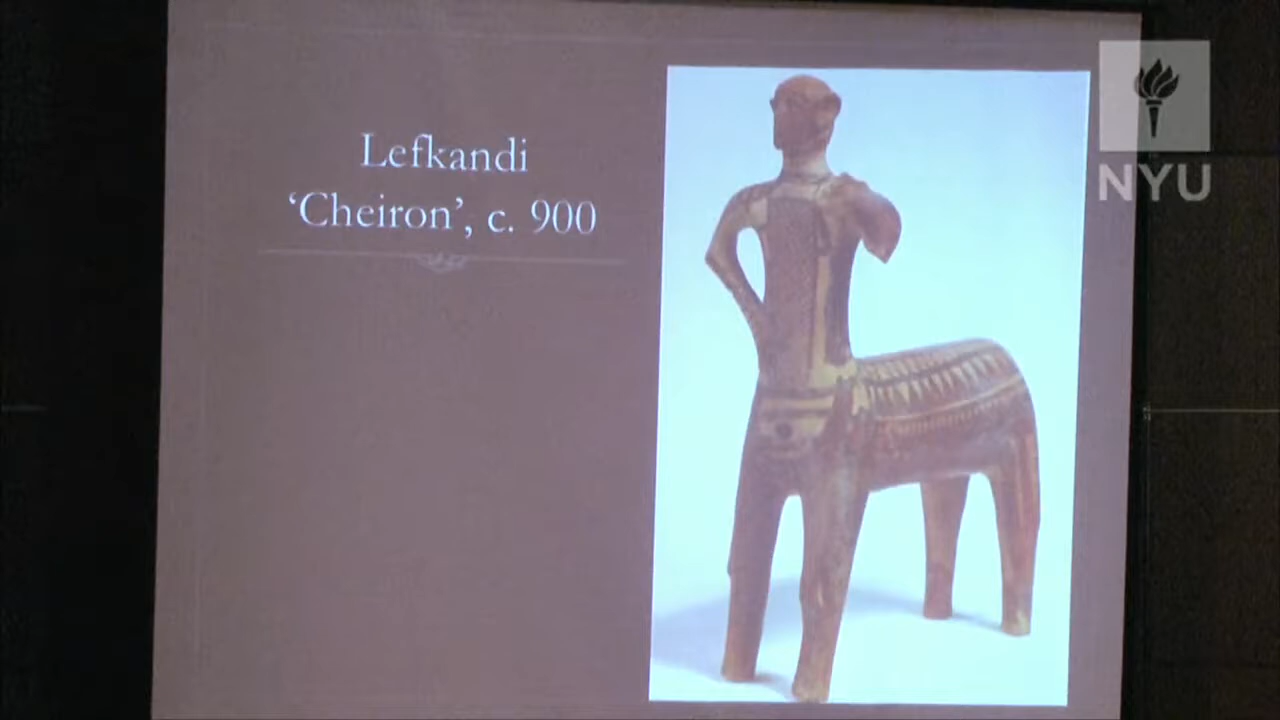 Lefkandi
‘Cheiron’, c. 900
NYU